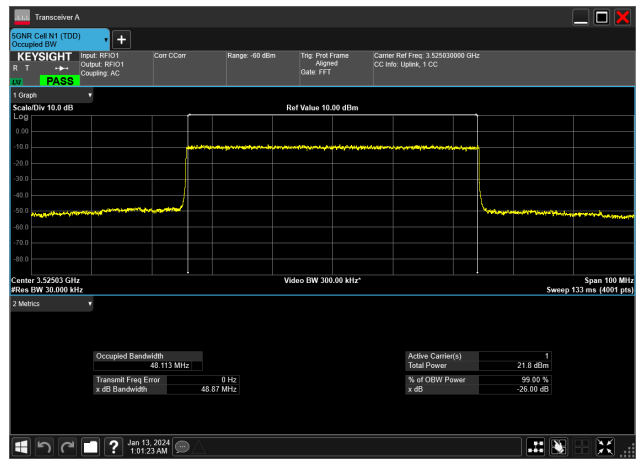 Transceiver A
5GNR Cell N1 (TDD)
Occupied BW
KEYSIGHT Input: RFIO1 Corr CCorr Range: -60 dBm Trig: Prot Frame Carrier Ref Freq: 3.525030000 GHz
R T Output: RFIO1 Aligned CC Info: Uplink, 1 CC
Coupling: AC Gate: FFT
PASS
1 Graph
Scale/Div 10.0 dB Ref Value 10.00 dBm
Log
0.00
-10.0
-20.0
-30.0
-40.0
-50.0
-60.0
-70.0
-80.0
Center 3.52503 GHz Video BW 300.00 kHz* Span 100 MHz
#Res BW 30.000 kHz Sweep 133 ms (4001 pts)
2 Metrics
Occupied Bandwidth Active Carrier(s) 1
48.113 MHz Total Power 21.8 dBm
Transmit Freq Error 0 Hz % of OBW Power 99.00 %
x dB Bandwidth 48.87 MHz x dB -26.00 dB
? Jan 13, 2024
1:01:23 AM